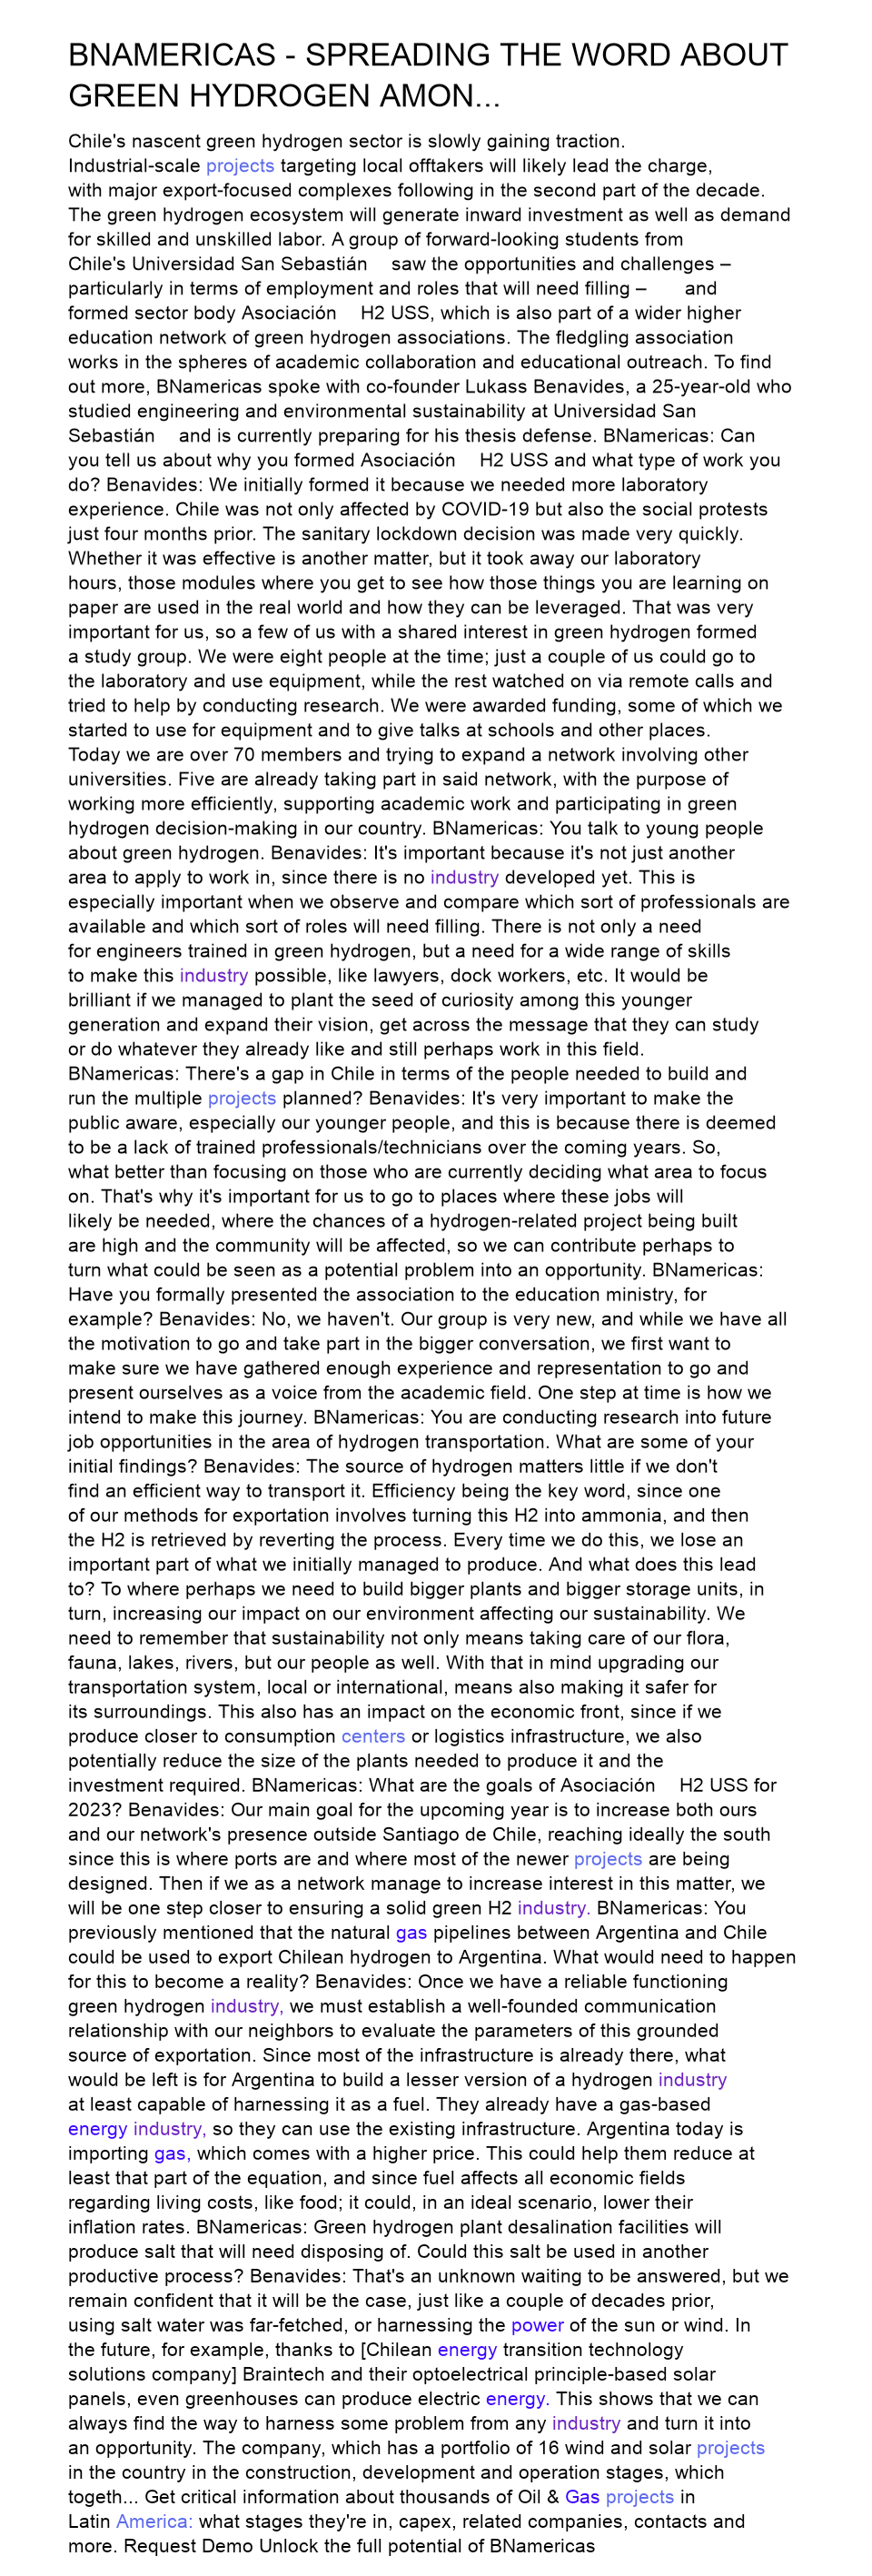 BNAMERICAS - SPREADING THE WORD ABOUT
GREEN HYDROGEN AMON...
Chile's nascent green hydrogen sector is slowly gaining traction.
Industrial-scale projects targeting local offtakers will likely lead the charge,
with major export-focused complexes following in the second part of the decade.
The green hydrogen ecosystem will generate inward investment as well as demand
for skilled and unskilled labor. A group of forward-looking students from
Chile's Universidad San Sebastián saw the opportunities and challenges –
particularly in terms of employment and roles that will need filling – and
formed sector body Asociación H2 USS, which is also part of a wider higher
education network of green hydrogen associations. The fledgling association
works in the spheres of academic collaboration and educational outreach. To find
out more, BNamericas spoke with co-founder Lukass Benavides, a 25-year-old who
studied engineering and environmental sustainability at Universidad San
Sebastián and is currently preparing for his thesis defense. BNamericas: Can
you tell us about why you formed Asociación H2 USS and what type of work you
do? Benavides: We initially formed it because we needed more laboratory
experience. Chile was not only affected by COVID-19 but also the social protests
just four months prior. The sanitary lockdown decision was made very quickly.
Whether it was effective is another matter, but it took away our laboratory
hours, those modules where you get to see how those things you are learning on
paper are used in the real world and how they can be leveraged. That was very
important for us, so a few of us with a shared interest in green hydrogen formed
a study group. We were eight people at the time; just a couple of us could go to
the laboratory and use equipment, while the rest watched on via remote calls and
tried to help by conducting research. We were awarded funding, some of which we
started to use for equipment and to give talks at schools and other places.
Today we are over 70 members and trying to expand a network involving other
universities. Five are already taking part in said network, with the purpose of
working more efficiently, supporting academic work and participating in green
hydrogen decision-making in our country. BNamericas: You talk to young people
about green hydrogen. Benavides: It's important because it's not just another
area to apply to work in, since there is no industry developed yet. This is
especially important when we observe and compare which sort of professionals are
available and which sort of roles will need filling. There is not only a need
for engineers trained in green hydrogen, but a need for a wide range of skills
to make this industry possible, like lawyers, dock workers, etc. It would be
brilliant if we managed to plant the seed of curiosity among this younger
generation and expand their vision, get across the message that they can study
or do whatever they already like and still perhaps work in this field.
BNamericas: There's a gap in Chile in terms of the people needed to build and
run the multiple projects planned? Benavides: It's very important to make the
public aware, especially our younger people, and this is because there is deemed
to be a lack of trained professionals/technicians over the coming years. So,
what better than focusing on those who are currently deciding what area to focus
on. That's why it's important for us to go to places where these jobs will
likely be needed, where the chances of a hydrogen-related project being built
are high and the community will be affected, so we can contribute perhaps to
turn what could be seen as a potential problem into an opportunity. BNamericas:
Have you formally presented the association to the education ministry, for
example? Benavides: No, we haven't. Our group is very new, and while we have all
the motivation to go and take part in the bigger conversation, we first want to
make sure we have gathered enough experience and representation to go and
present ourselves as a voice from the academic field. One step at time is how we
intend to make this journey. BNamericas: You are conducting research into future
job opportunities in the area of hydrogen transportation. What are some of your
initial findings? Benavides: The source of hydrogen matters little if we don't
find an efficient way to transport it. Efficiency being the key word, since one
of our methods for exportation involves turning this H2 into ammonia, and then
the H2 is retrieved by reverting the process. Every time we do this, we lose an
important part of what we initially managed to produce. And what does this lead
to? To where perhaps we need to build bigger plants and bigger storage units, in
turn, increasing our impact on our environment affecting our sustainability. We
need to remember that sustainability not only means taking care of our flora,
fauna, lakes, rivers, but our people as well. With that in mind upgrading our
transportation system, local or international, means also making it safer for
its surroundings. This also has an impact on the economic front, since if we
produce closer to consumption centers or logistics infrastructure, we also
potentially reduce the size of the plants needed to produce it and the
investment required. BNamericas: What are the goals of Asociación H2 USS for
2023? Benavides: Our main goal for the upcoming year is to increase both ours
and our network's presence outside Santiago de Chile, reaching ideally the south
since this is where ports are and where most of the newer projects are being
designed. Then if we as a network manage to increase interest in this matter, we
will be one step closer to ensuring a solid green H2 industry. BNamericas: You
previously mentioned that the natural gas pipelines between Argentina and Chile
could be used to export Chilean hydrogen to Argentina. What would need to happen
for this to become a reality? Benavides: Once we have a reliable functioning
green hydrogen industry, we must establish a well-founded communication
relationship with our neighbors to evaluate the parameters of this grounded
source of exportation. Since most of the infrastructure is already there, what
would be left is for Argentina to build a lesser version of a hydrogen industry
at least capable of harnessing it as a fuel. They already have a gas-based
energy industry, so they can use the existing infrastructure. Argentina today is
importing gas, which comes with a higher price. This could help them reduce at
least that part of the equation, and since fuel affects all economic fields
regarding living costs, like food; it could, in an ideal scenario, lower their
inflation rates. BNamericas: Green hydrogen plant desalination facilities will
produce salt that will need disposing of. Could this salt be used in another
productive process? Benavides: That's an unknown waiting to be answered, but we
remain confident that it will be the case, just like a couple of decades prior,
using salt water was far-fetched, or harnessing the power of the sun or wind. In
the future, for example, thanks to [Chilean energy transition technology
solutions company] Braintech and their optoelectrical principle-based solar
panels, even greenhouses can produce electric energy. This shows that we can
always find the way to harness some problem from any industry and turn it into
an opportunity. The company, which has a portfolio of 16 wind and solar projects
in the country in the construction, development and operation stages, which
togeth... Get critical information about thousands of Oil & Gas projects in
Latin America: what stages they're in, capex, related companies, contacts and
more. Request Demo Unlock the full potential of BNamericas